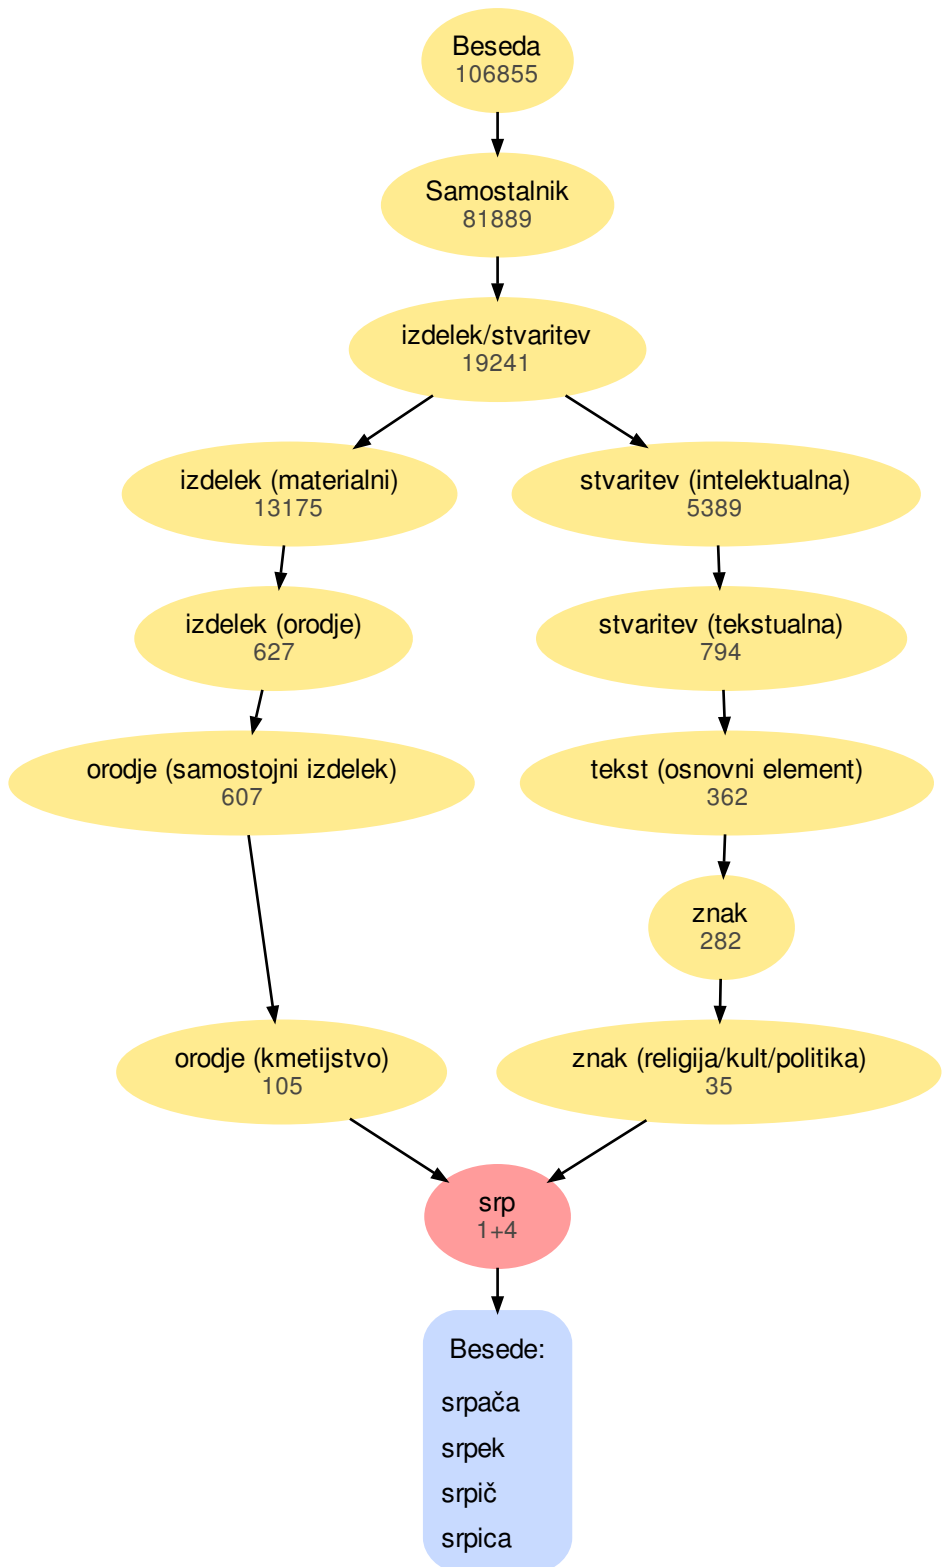 Beseda
106855
Samostalnik
81889
izdelek/stvaritev
19241
izdelek (materialni)
13175
stvaritev (intelektualna)
5389
izdelek (orodje)
627
stvaritev (tekstualna)
794
orodje (samostojni izdelek)
607
tekst (osnovni element)
362
znak
282
orodje (kmetijstvo)
105
znak (religija/kult/politika)
35
srp
1+4
Besede:
srpača
srpek
srpič
srpica